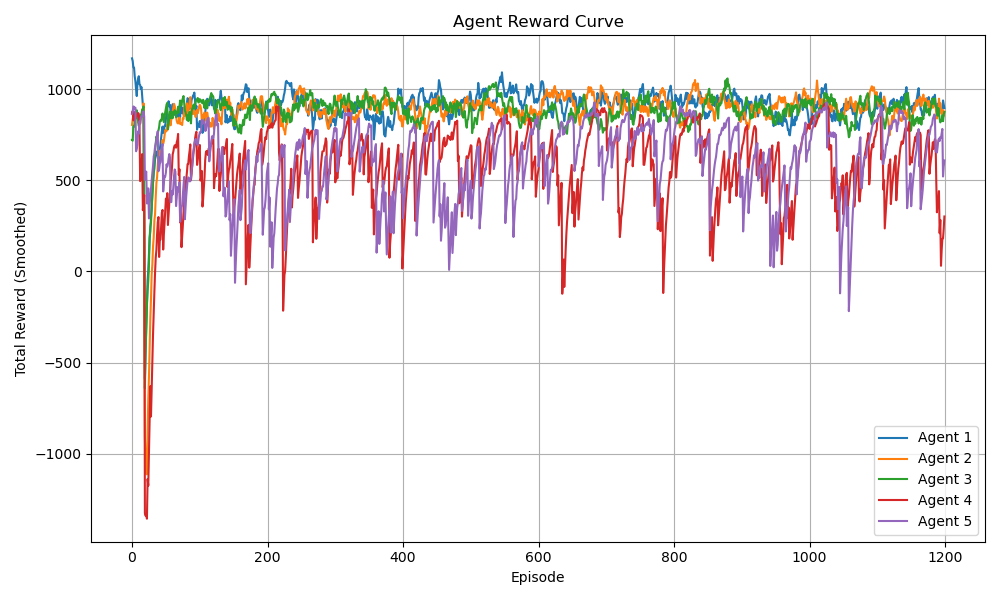 Agent Reward Curve
Total Reward (Smoothed)
1000
500
0
−500
−1000
0 200 400 600 800 1000 1200
Episode
Agent 1
Agent 2
Agent 3
Agent 4
Agent 5